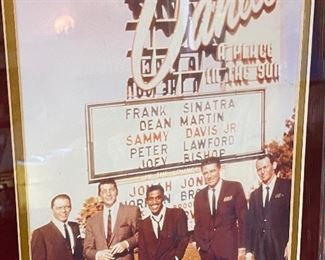 Sands
A PLACE
IN THE SUN
FRANK SINATRA
DEAN MARTIN
SAMMY DAVIS JR
PETER LAWFORD
JOEY BISHOP